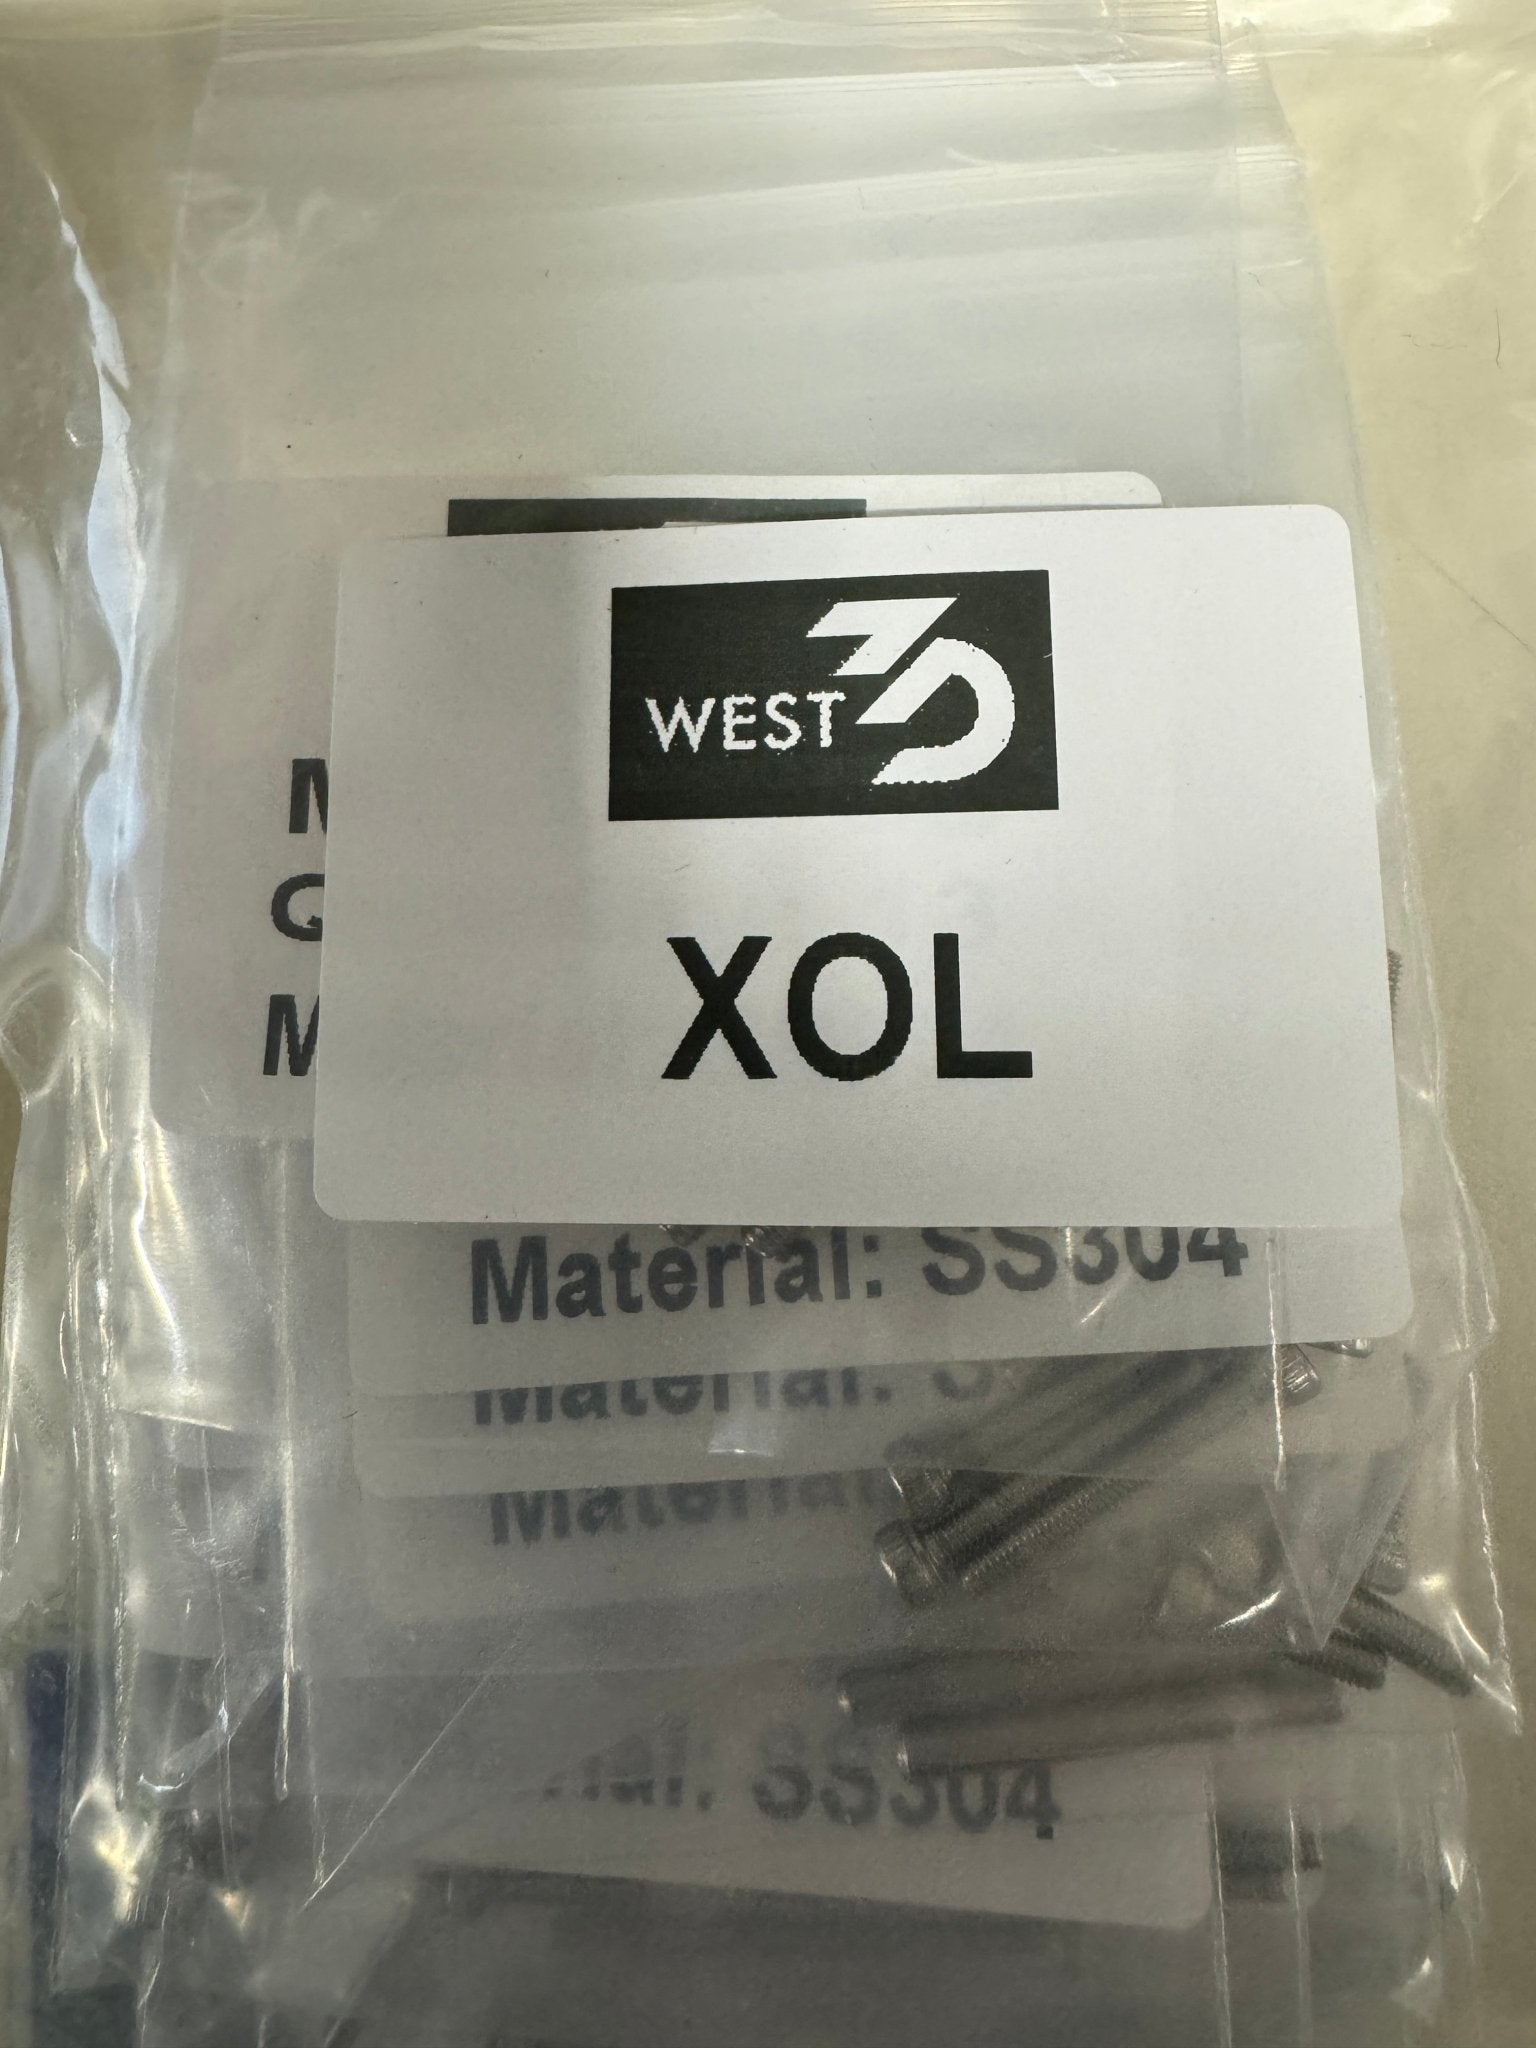 WEST 3D
XOL
Material: SS304
Material:
Material
SS304